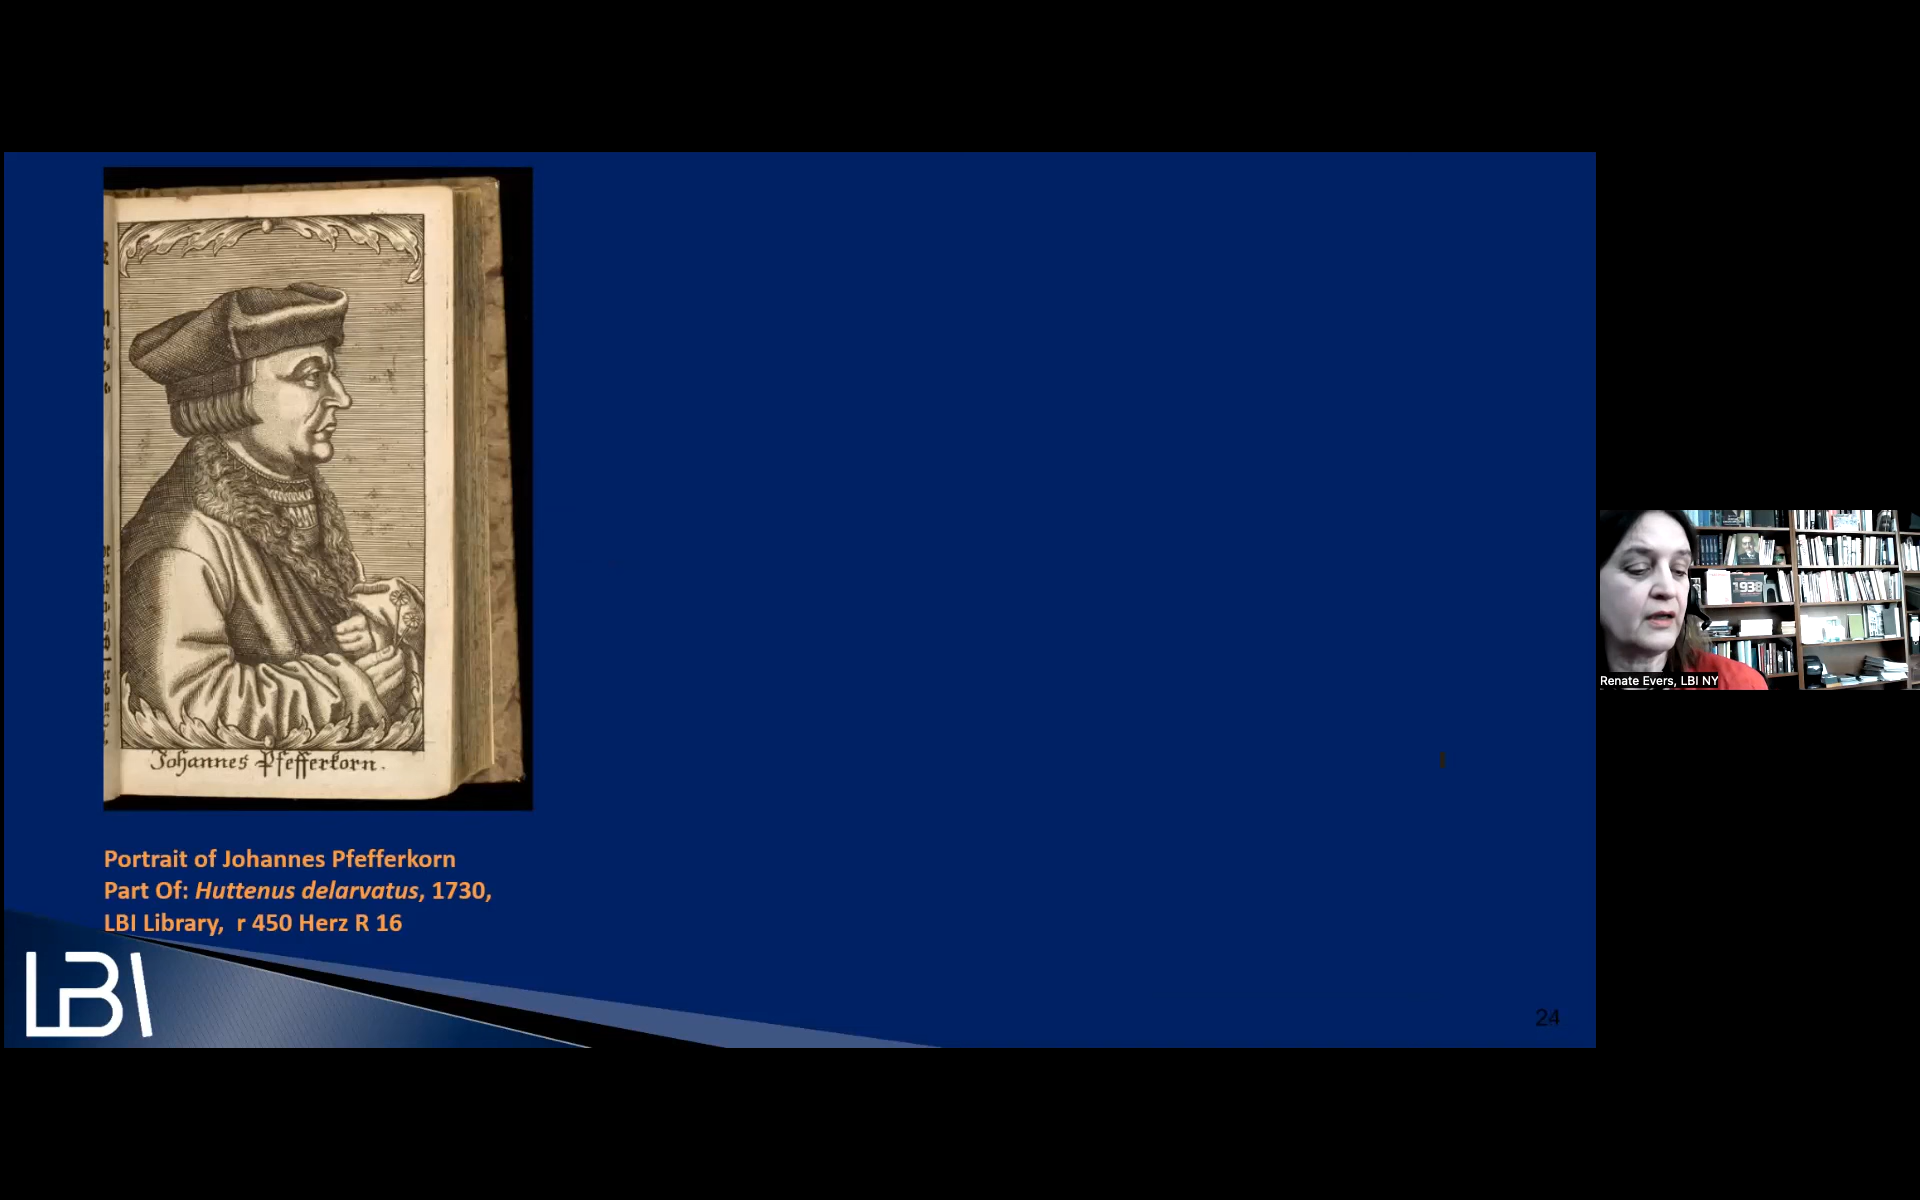 Johannes Pfefferkorn.
Portrait of Johannes Pfefferkorn
Part Of: Huttenus delarvatus, 1730,
LBI Library, r 450 Herz R 16
LBI
24
1938
Renate Evers, LBI NY